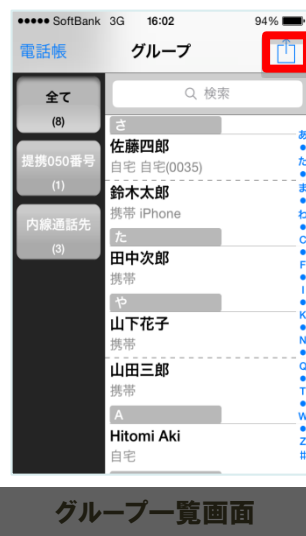 ●●●●● SoftBank 3G 16:02 94%
電話帳 グループ
全て
(8)
提携050番号
(1)
内線通話先
(3)
検索
さ
佐藤四郎
自宅 自宅(0035)
鈴木太郎
携帯 iPhone
た
田中次郎
携帯
や
山下花子
携帯
山田三郎
携帯
A
Hitomi Aki
自宅
あ
●
た
●
ま
●
わ
●
C
●
F
●
I
●
K
●
N
●
Q
●
T
●
W
●
Z
#
グループ一覧画面